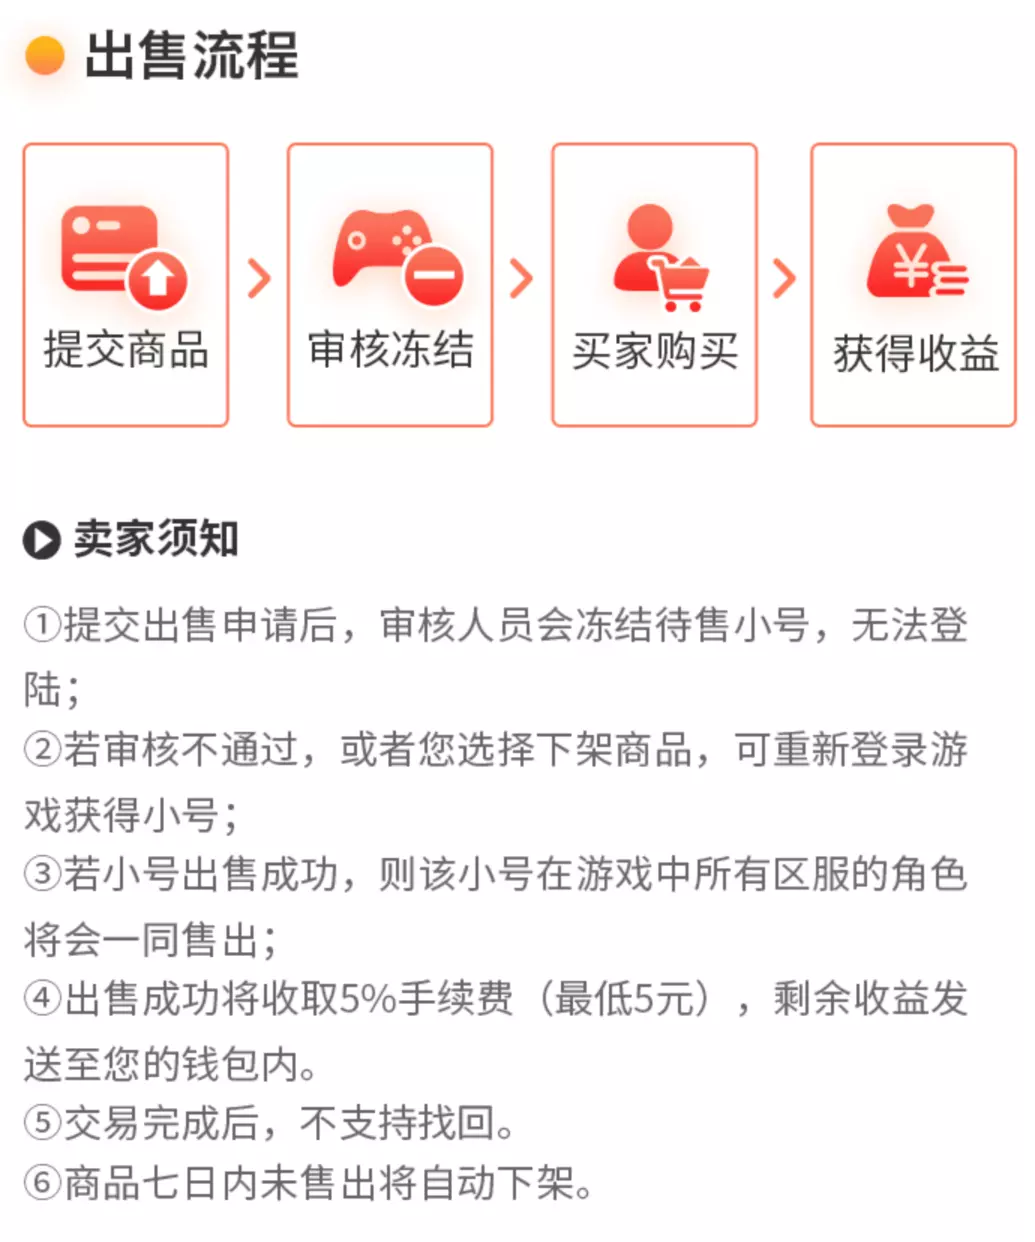 出售流程
提交商品
审核冻结
买家购买
获得收益
卖家须知
①提交出售申请后，审核人员会冻结待售小号，无法登
陆；
②若审核不通过，或者您选择下架商品，可重新登录游
戏获得小号；
③若小号出售成功，则该小号在游戏中所有区服的角色
将会一同售出；
④出售成功将收取5%手续费（最低5元），剩余收益发
送至您的钱包内。
⑤交易完成后，不支持找回。
⑥商品七日内未售出将自动下架。